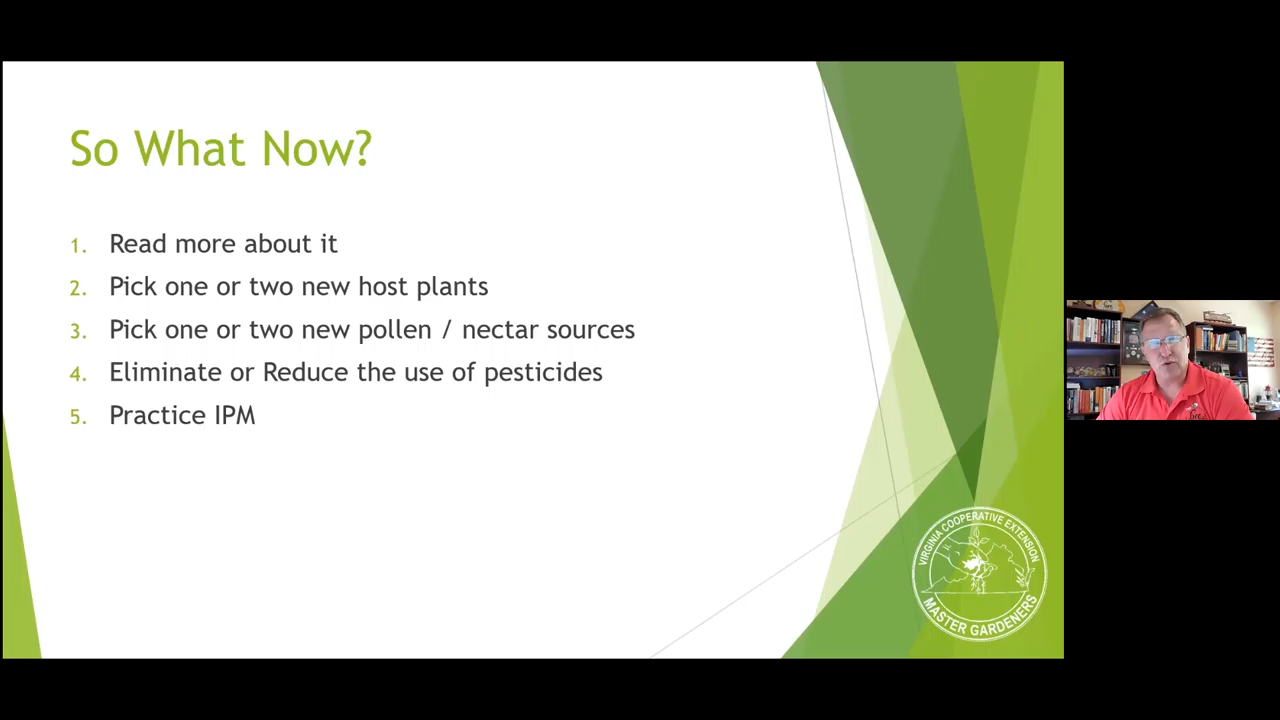 So What Now?
1. Read more about it
2. Pick one or two new host plants
3. Pick one or two new pollen / nectar sources
4. Eliminate or Reduce the use of pesticides
5. Practice IPM
VIRGINIA COOPERATIVE EXTENSION
MASTER GARDENERS